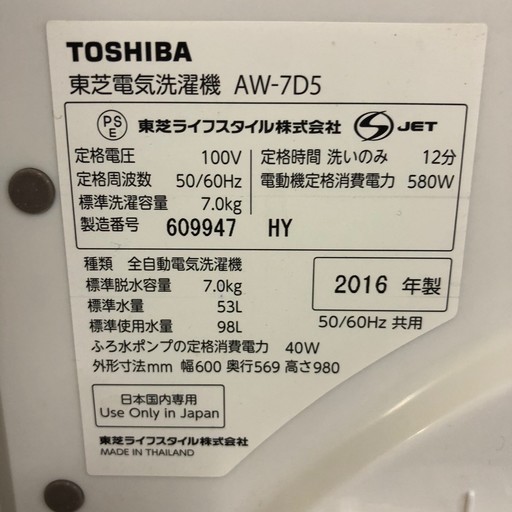 TOSHIBA
東芝電気洗濯機 AW-7D5
PSE 東芝ライフスタイル株式会社 S JET
定格電圧 100V
定格周波数 50/60Hz
標準洗濯容量 7.0kg
製造番号 609947 HY
定格時間 洗いのみ 12分
電動機定格消費電力 580W
種類 全自動電気洗濯機
標準脱水容量 7.0kg
標準水量 53L
標準使用水量 98L
2016 年製
50/60Hz 共用
ふろ水ポンプの定格消費電力 40W
外形寸法mm 幅600 奥行569 高さ980
日本国内専用
Use Only in Japan
東芝ライフスタイル株式会社
MADE IN THAILAND